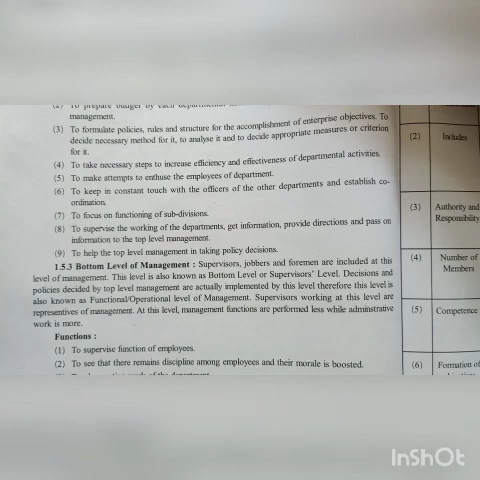 (2) To prepare budget by each
management.
(3) To formulate policies, rules and structure for the accomplishment of enterprise objectives. To
decide necessary method for it, to analyse it and to decide appropriate measures or criterion
for it.
(4) To take necessary steps to increase efficiency and effectiveness of departmental activities.
(5) To make attempts to enthuse the employees of department.
(6) To keep in constant touch with the officers of the other departments and establish co-
ordination.
(7) To focus on functioning of sub-divisions.
(8) To supervise the working of the departments, get information, provide directions and pass on
information to the top level management.
(9) To help the top level management in taking policy decisions.
1.5.3 Bottom Level of Management : Supervisors, jobbers and foremen are included at this
level of management. This level is also known as Bottom Level or Supervisors' Level. Decisions and
policies decided by top level management are actually implemented by this level therefore this level is
also known as Functional/Operational level of Management. Supervisors working at this level are
representives of management. At this level, management functions are performed less while adminstrative
work is more.
Functions :
(1) To supervise function of employees.
(2) To see that there remains discipline among employees and their morale is boosted.
(2) Includes
(3) Authority and
Responsibility
(4) Number of
Members
(5) Competence
(6) Formation of
InShOt